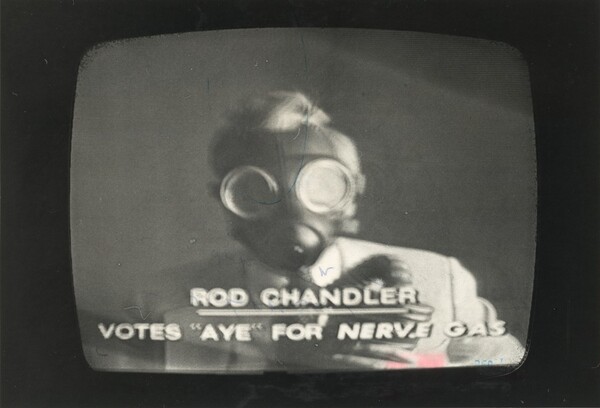 ROD CHANDLER
VOTES "AYE" FOR NERVE GAS